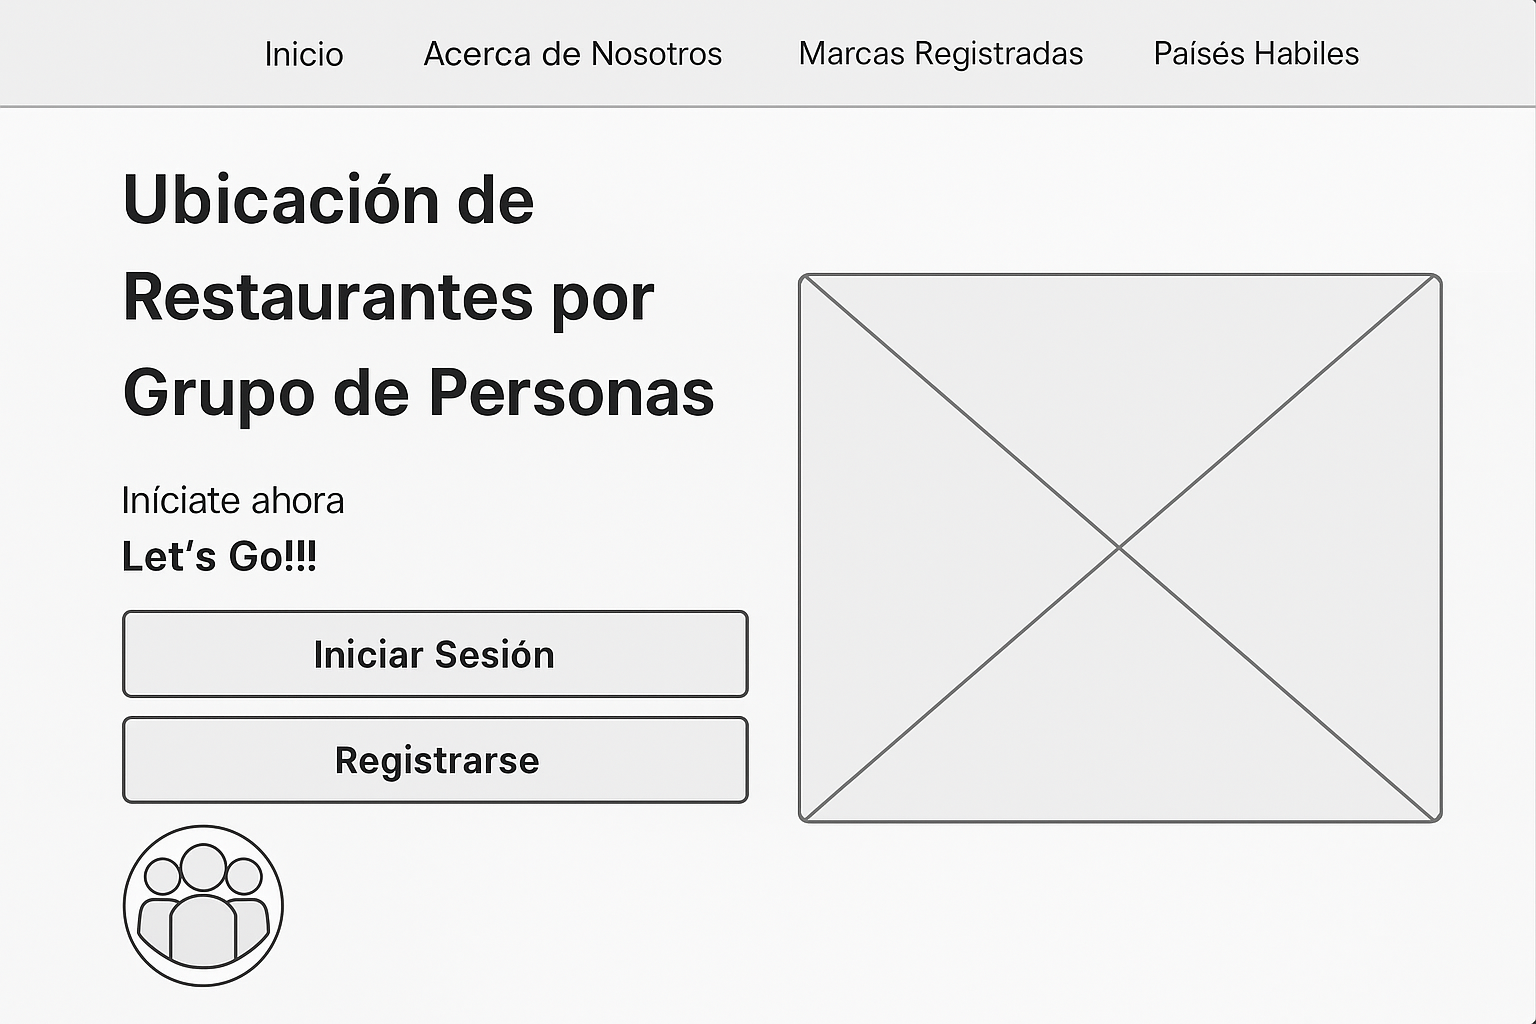 Inicio Acerca de Nosotros Marcas Registradas Paísés Habiles
Ubicación de
Restaurantes por
Grupo de Personas
Iníciate ahora
Let’s Go!!!
Iniciar Sesión
Registrarse